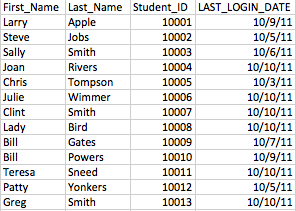 First_Name Last_Name Student_ID LAST_LOGIN_DATE
Larry Apple 10001 10/9/11
Steve Jobs 10002 10/5/11
Sally Smith 10003 10/6/11
Joan Rivers 10004 10/10/11
Chris Tompson 10005 10/3/11
Julie Wimmer 10006 10/10/11
Clint Smith 10007 10/10/11
Lady Bird 10008 10/10/11
Bill Gates 10009 10/7/11
Bill Powers 10010 10/9/11
Teresa Sneed 10011 10/10/11
Patty Yonkers 10012 10/5/11
Greg Smith 10013 10/10/11